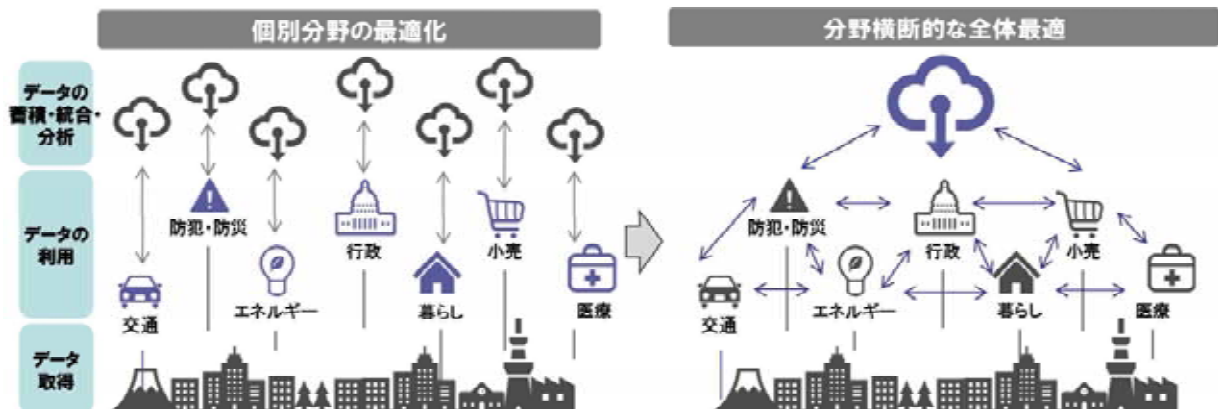 個別分野の最適化
分野横断的な全体最適
データの
蓄積・統合・
分析
データの
利用
データ
取得
防犯・防災
行政
小売
交通
エネルギー
暮らし
医療
防犯・防災
行政
小売
交通
エネルギー
暮らし
医療